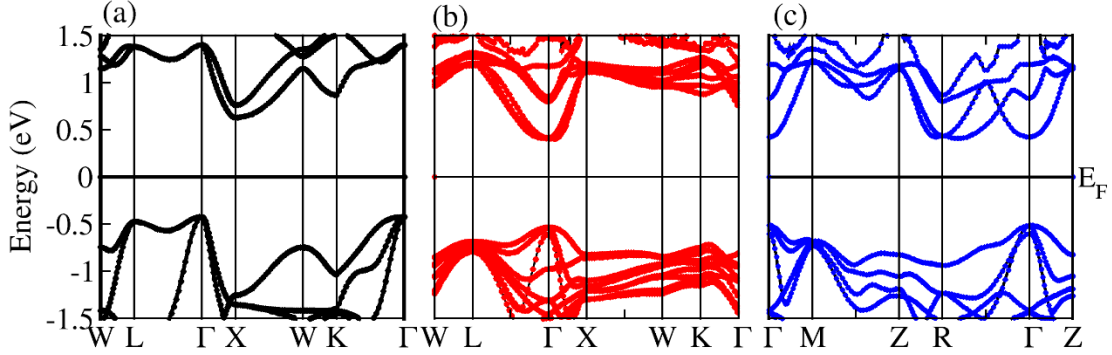 (a) (b) (c)
1.5
1
0.5
0
-0.5
-1
-1.5
Energy (eV)
E_F
W L Γ X W K Γ
W L Γ X W K Γ
Γ M Z R Γ Z